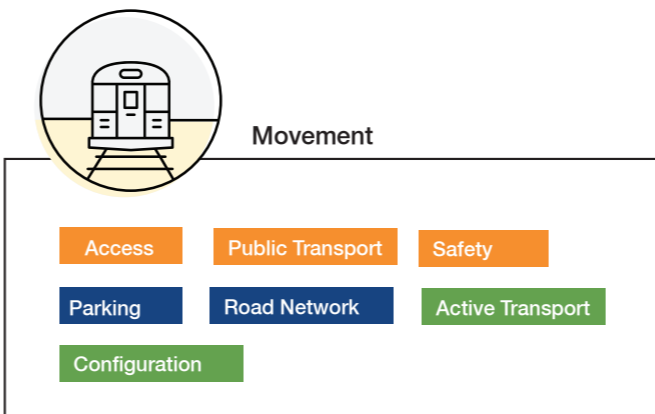 Movement
Access
Public Transport
Safety
Parking
Road Network
Active Transport
Configuration